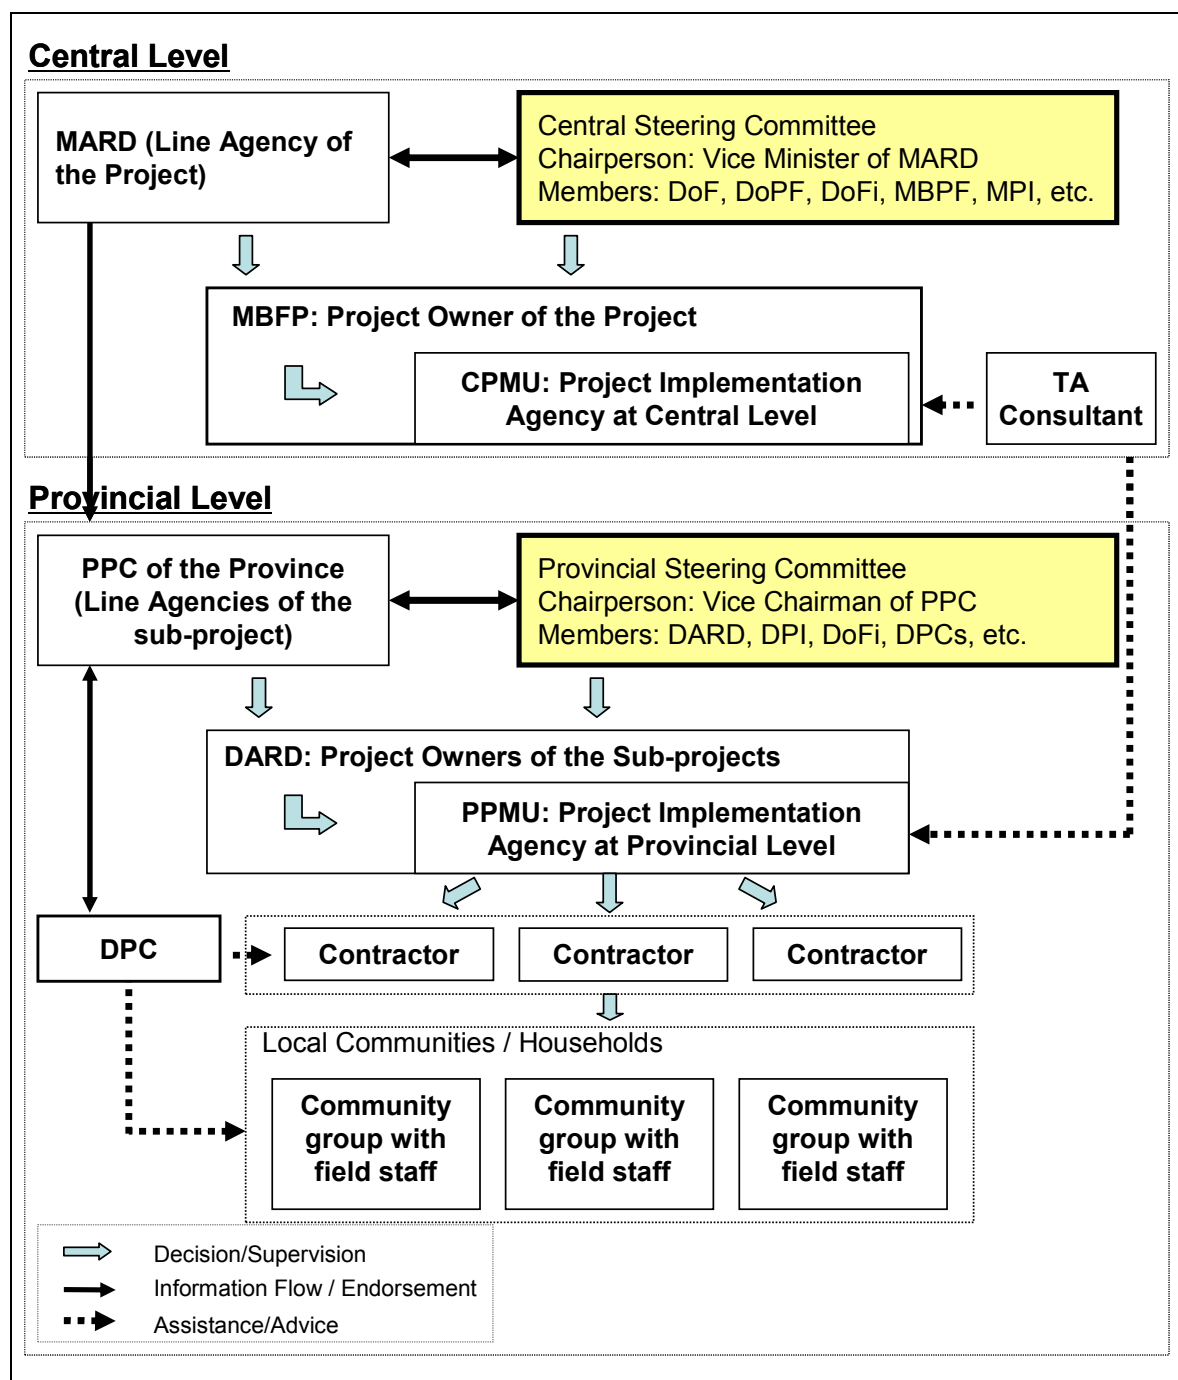 Central Level
MARD (Line Agency of
the Project)
Central Steering Committee
Chairperson: Vice Minister of MARD
Members: DoF, DoPF, DoFi, MBPF, MPI, etc.
MBFP: Project Owner of the Project
CPMU: Project Implementation
Agency at Central Level
TA
Consultant
Provincial Level
PPC of the Province
(Line Agencies of the
sub-project)
Provincial Steering Committee
Chairperson: Vice Chairman of PPC
Members: DARD, DPI, DoFi, DPCs, etc.
DARD: Project Owners of the Sub-projects
PPMU: Project Implementation
Agency at Provincial Level
DPC
Contractor
Contractor
Contractor
Local Communities / Households
Community
group with
field staff
Community
group with
field staff
Community
group with
field staff
Decision/Supervision
Information Flow / Endorsement
Assistance/Advice